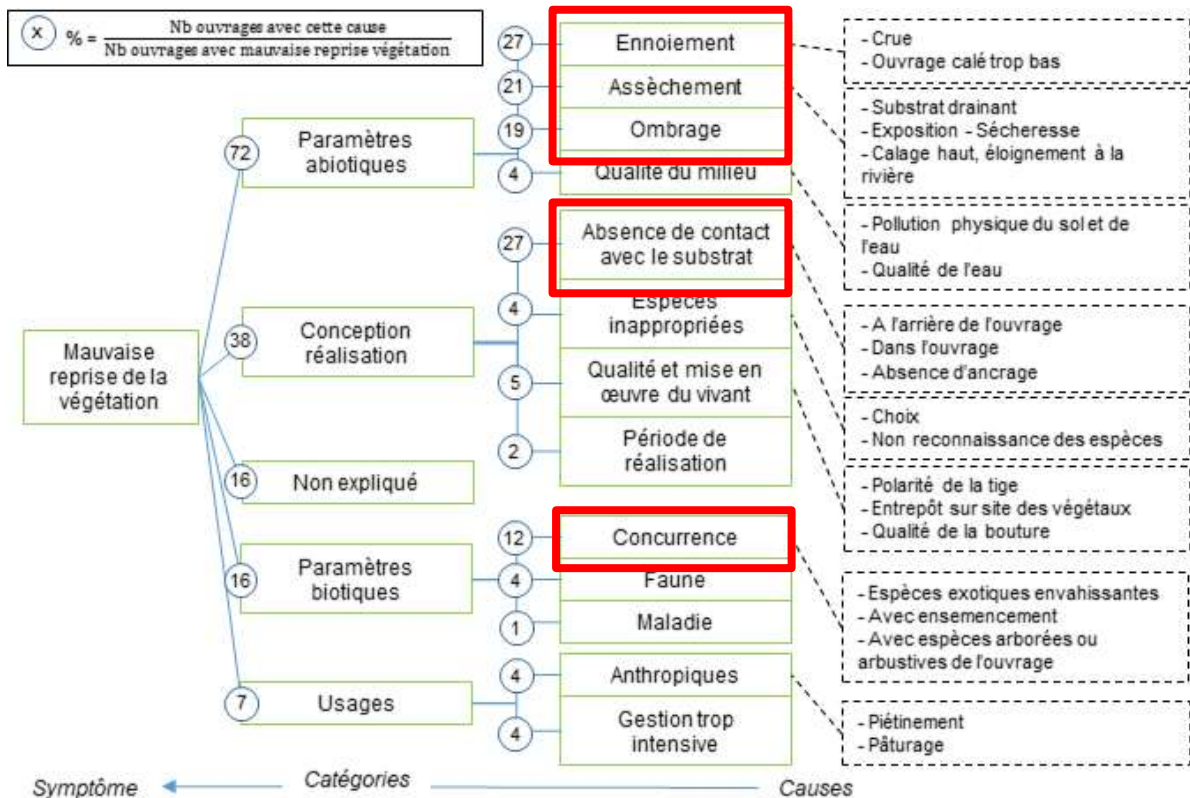 x % = Nb ouvrages avec cette cause
Nb ouvrages avec mauvaise reprise végétation
Mauvaise
reprise de la
végétation
72
Paramètres
abiotiques
27
Ennoiement
21
Assèchement
19
Ombrage
4
Qualité du milieu
- Crue
- Ouvrage calé trop bas
- Substrat drainant
- Exposition - Sécheresse
- Calage haut, éloignement à la
rivière
- Pollution physique du sol et de
l'eau
- Qualité de l'eau
38
Conception
réalisation
27
Absence de contact
avec le substrat
4
Espèces
inappropriées
5
Qualité et mise en
œuvre du vivant
2
Période de
réalisation
- A l'arrière de l'ouvrage
- Dans l'ouvrage
- Absence d'ancrage
- Choix
- Non reconnaissance des espèces
- Polarité de la tige
- Entrepôt sur site des végétaux
- Qualité de la bouture
16
Non expliqué
16
Paramètres
biotiques
12
Concurrence
4
Faune
1
Maladie
- Espèces exotiques envahissantes
- Avec ensemencement
- Avec espèces arborées ou
arbustives de l'ouvrage
7
Usages
4
Anthropiques
4
Gestion trop
intensive
- Piétinement
- Pâturage
Symptôme
Catégories
Causes